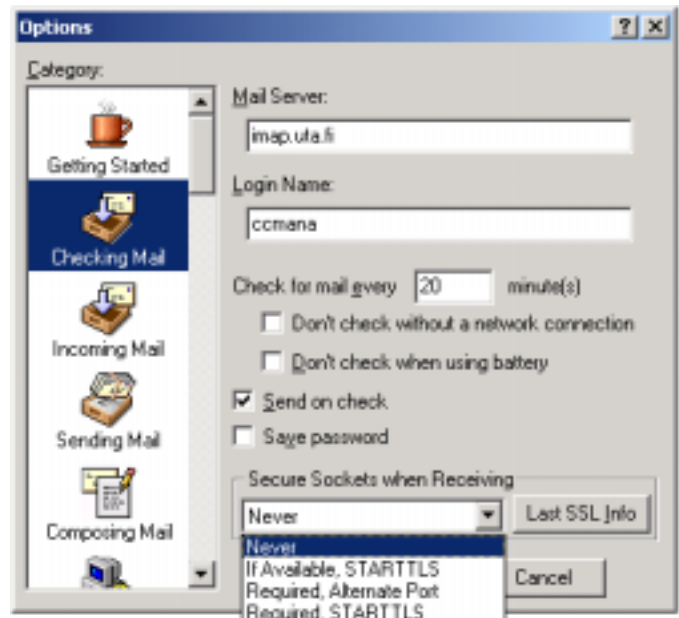 Options
Category:
Getting Started
Checking Mail
Incoming Mail
Sending Mail
Composing Mail
Mail Server:
imap.uta.fi
Login Name:
ccmana
Check for mail every 20 minute(s)
Don't check without a network connection
Don't check when using battery
Send on check
Save password
Secure Sockets when Receiving
Never
Last SSL Info
Never
If Available, STARTTLS
Required, Alternate Port
Required, STARTTLS
Cancel